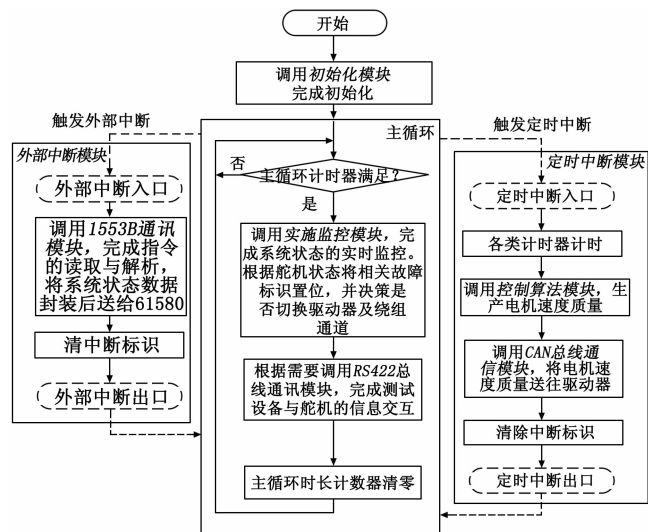 开始
调用初始化模块
完成初始化
触发外部中断
外部中断模块
外部中断入口
调用1553B通讯
模块，完成指令
的读取与解析，
将系统状态数据
封装后送给61580
清中断标识
外部中断出口
主循环
否
主循环计时器满足?
是
调用实施监控模块，完
成系统状态的实时监控。
根据舵机状态将相关故障
标识置位，并决策是
否切换驱动器及绕组
通道
根据需要调用RS422总
线通讯模块，完成测试
设备与舵机的信息交互
主循环时长计数器清零
触发定时中断
定时中断模块
定时中断入口
各类计时器计时
调用控制算法模块，生
产电机速度质量
调用CAN总线通
信模块，将电机速
度质量送往驱动器
清除中断标识
定时中断出口